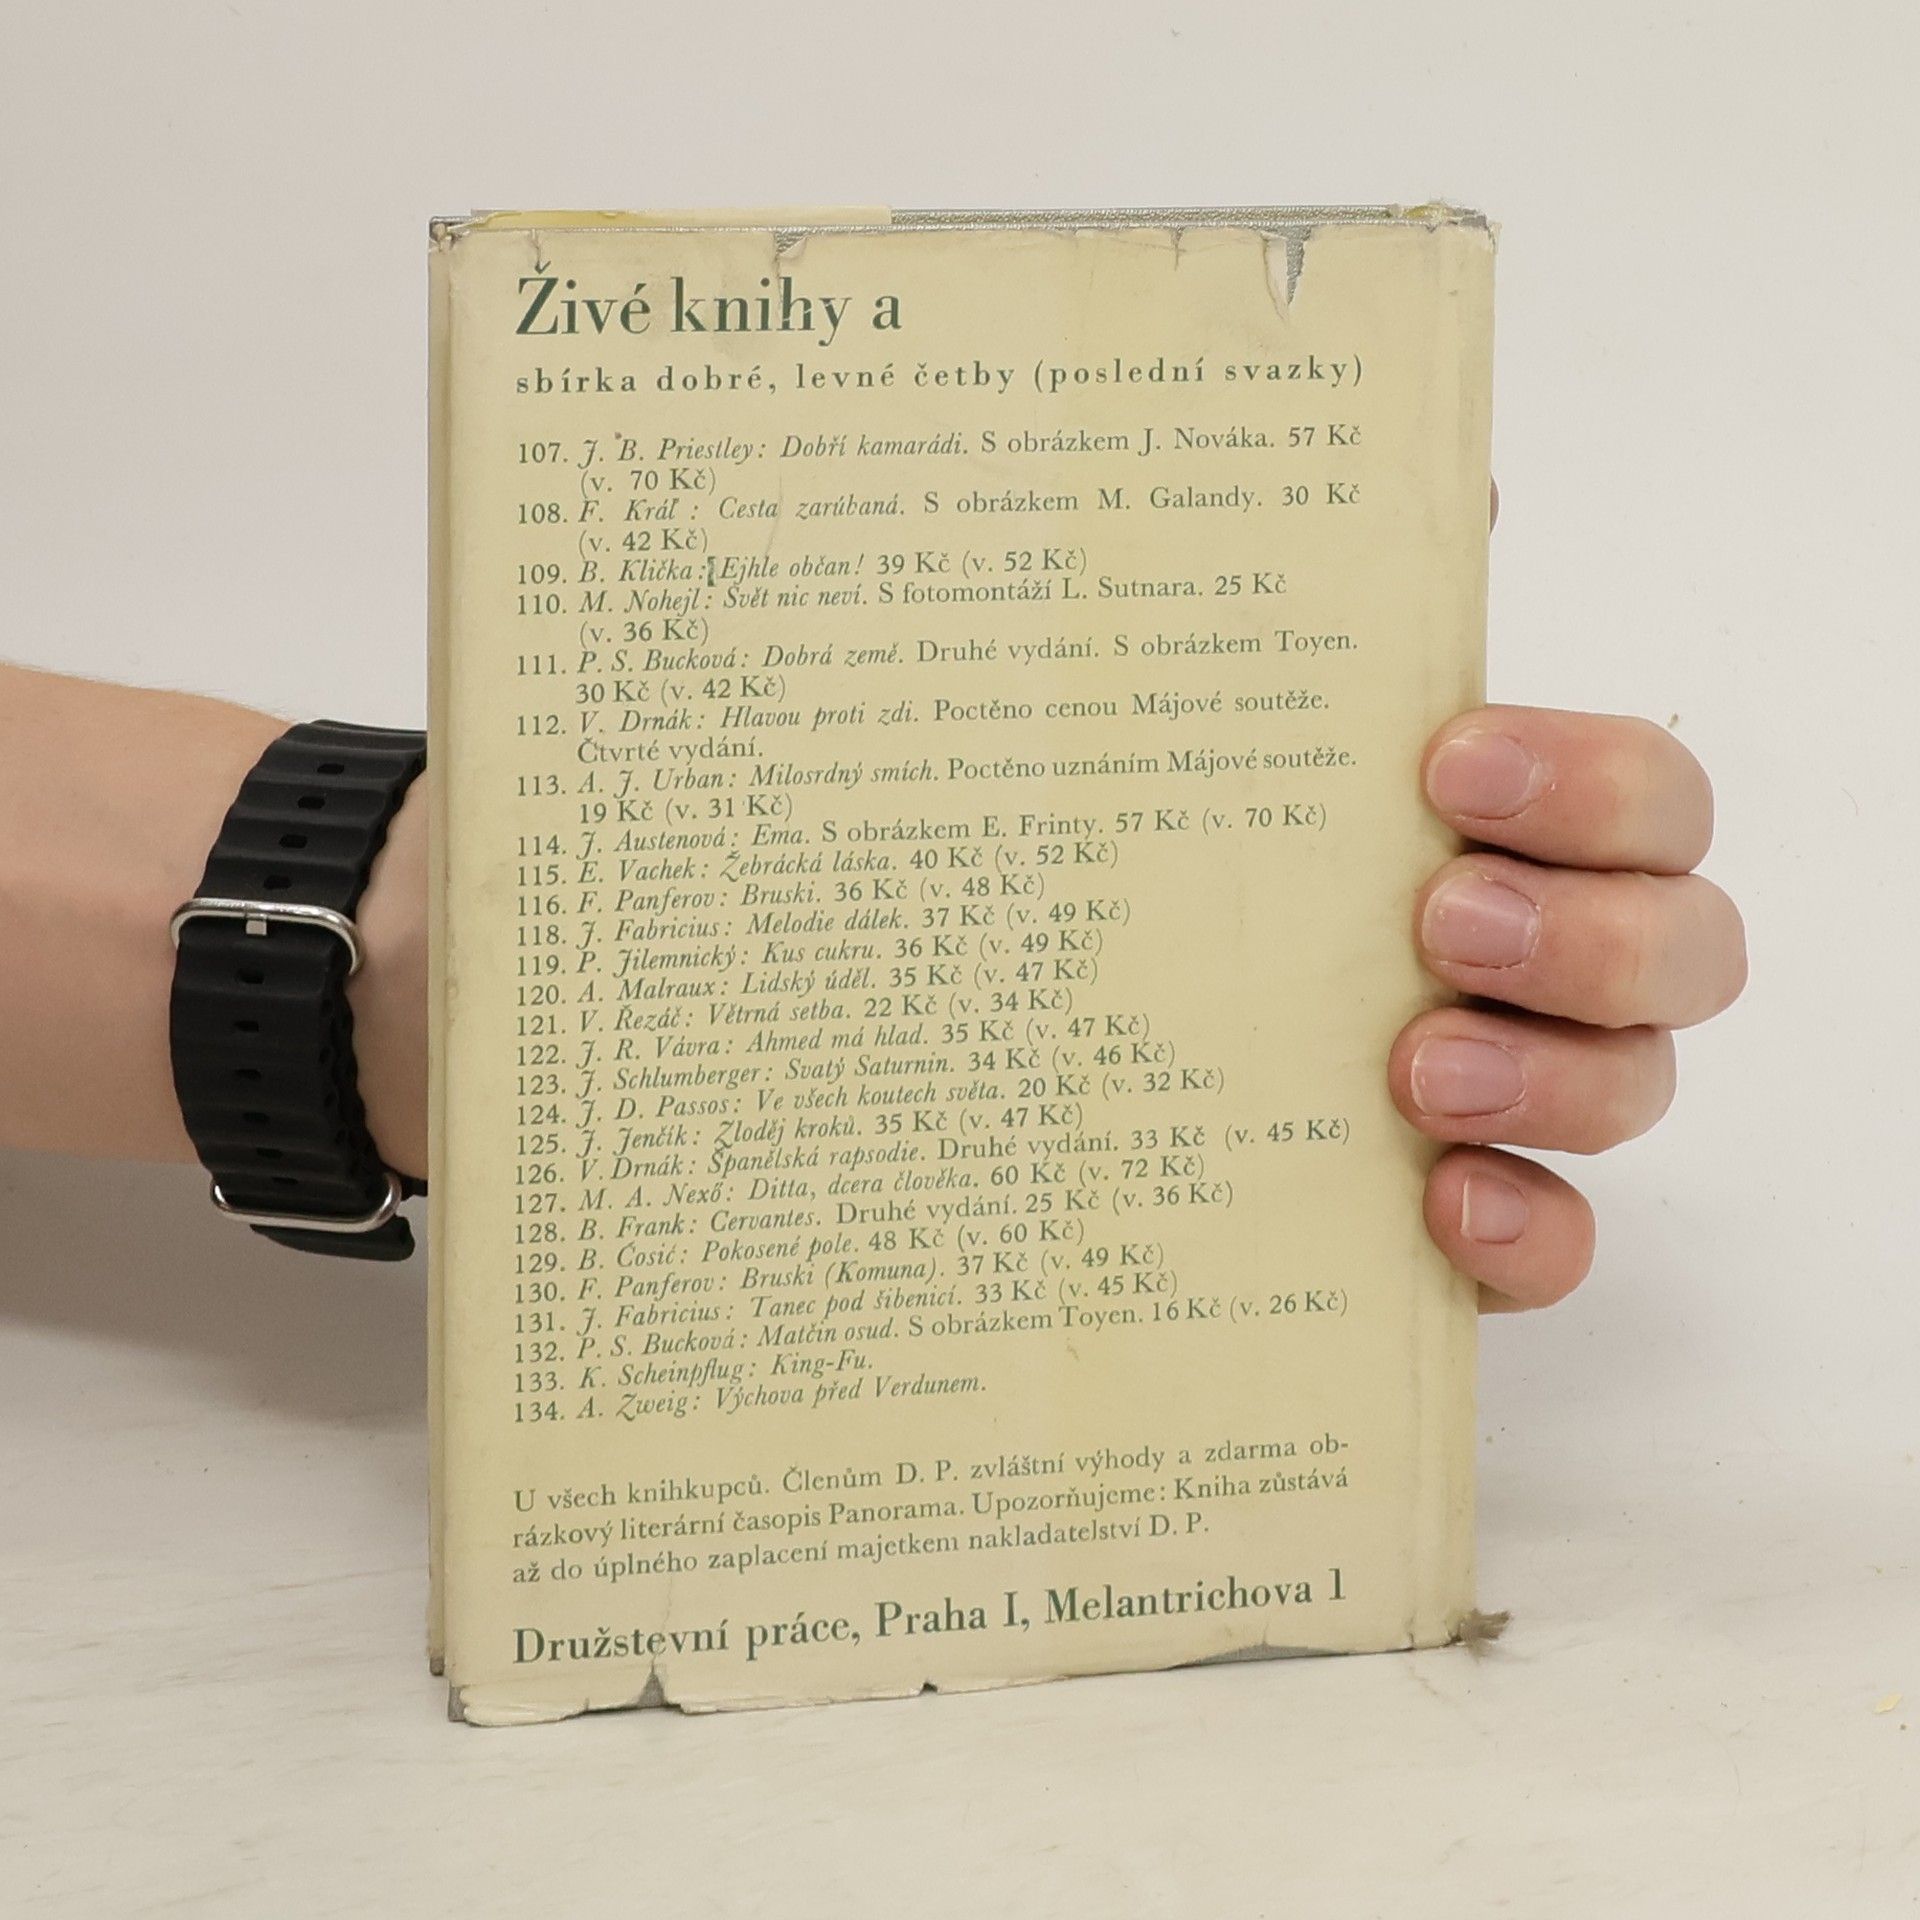 Živé knihy a
sbírka dobré, levné četby (poslední svazky)
107. J. B. Priestley: Dobří kamarádi. S obrázkem J. Nováka. 57 Kč
(v. 70 Kč)
108. F. Kráľ : Cesta zarúbaná. S obrázkem M. Galandy. 30 Kč
(v. 42 Kč)
109. B. Klička: Ejhle občan! 39 Kč (v. 52 Kč)
110. M. Nohejl: Svět nic neví. S fotomontáží L. Sutnara. 25 Kč
(v. 36 Kč)
111. P. S. Bucková: Dobrá země. Druhé vydání. S obrázkem Toyen.
30 Kč (v. 42 Kč)
112. V. Drnák: Hlavou proti zdi. Poctěno cenou Májové soutěže.
Čtvrté vydání.
113. A. J. Urban: Milosrdný smích. Poctěno uznáním Májové soutěže.
19 Kč (v. 31 Kč)
114. J. Austenová: Ema. S obrázkem E. Frinty. 57 Kč (v. 70 Kč)
115. E. Vachek: Žebrácká láska. 40 Kč (v. 52 Kč)
116. F. Panferov: Bruski. 36 Kč (v. 48 Kč)
118. J. Fabricius: Melodie dálek. 37 Kč (v. 49 Kč)
119. P. Jilemnický: Kus cukru. 36 Kč (v. 49 Kč)
120. A. Malraux: Lidský úděl. 35 Kč (v. 47 Kč)
121. V. Řezáč: Větrná setba. 22 Kč (v. 34 Kč)
122. J. R. Vávra: Ahmed má hlad. 35 Kč (v. 47 Kč)
123. J. Schlumberger: Svatý Saturnin. 34 Kč (v. 46 Kč)
124. J. D. Passos: Ve všech koutech světa. 20 Kč (v. 32 Kč)
125. J. Jenčík: Zloděj kroků. 35 Kč (v. 47 Kč)
126. V. Drnák: Španělská rapsodie. Druhé vydání. 33 Kč (v. 45 Kč)
127. M. A. Nexö: Ditta, dcera člověka. 60 Kč (v. 72 Kč)
128. B. Frank: Cervantes. Druhé vydání. 25 Kč (v. 36 Kč)
129. B. Ćosić: Pokosené pole. 48 Kč (v. 60 Kč)
130. F. Panferov: Bruski (Komuna). 37 Kč (v. 49 Kč)
131. J. Fabricius: Tanec pod šibenicí. 33 Kč (v. 45 Kč)
132. P. S. Bucková: Matčin osud. S obrázkem Toyen. 16 Kč (v. 26 Kč)
133. K. Scheinpflug: King-Fu.
134. A. Zweig: Výchova před Verdunem.
U všech knihkupců. Členům D. P. zvláštní výhody a zdarma ob-
rázkový literární časopis Panorama. Upozorňujeme: Kniha zůstává
až do úplného zaplacení majetkem nakladatelství D. P.
Družstevní práce, Praha I, Melantrichova 1